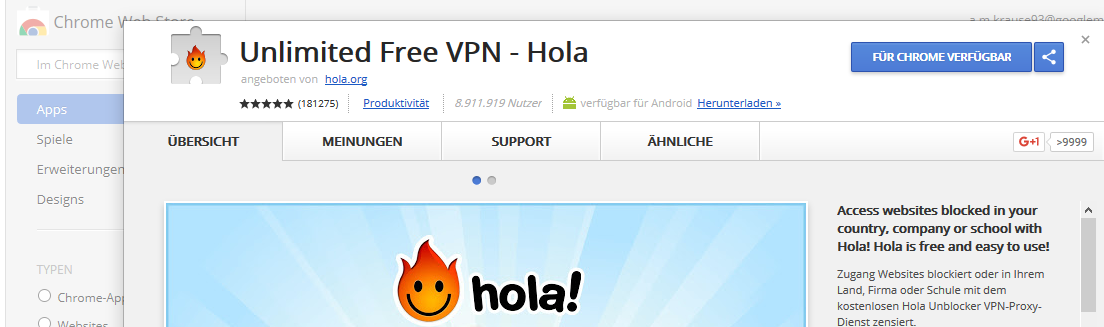 Chrome Web Store
a.m.krause93@googlem
Im Chrome Web
Apps
Spiele
Erweiterungen
Designs
TYPEN
Chrome-App
Websites
Unlimited Free VPN - Hola
angeboten von hola.org
(181275) Produktivität 8.911.919 Nutzer verfügbar für Android Herunterladen »
FÜR CHROME VERFÜGBAR
ÜBERSICHT MEINUNGEN SUPPORT ÄHNLICHE
G+1 >9999
hola!
Access websites blocked in your
country, company or school with
Hola! Hola is free and easy to use!
Zugang Websites blockiert oder in Ihrem
Land, Firma oder Schule mit dem
kostenlosen Hola Unblocker VPN-Proxy-
Dienst zensiert.